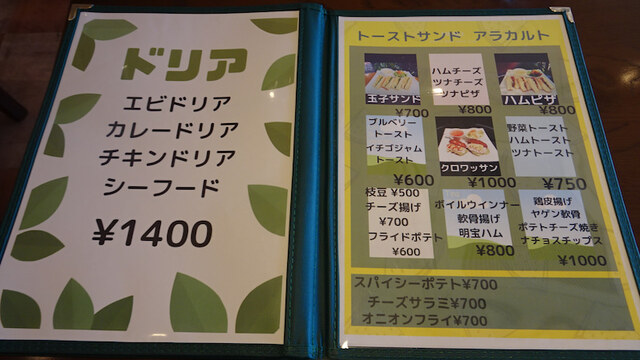 ドリア
エビドリア
カレードリア
チキンドリア
シーフード
¥1400
トーストサンド アラカルト
玉子サンド
¥700
ハムチーズ
ツナチーズ
ツナピザ
¥800
ハムピザ
¥800
ブルベリー
トースト
イチゴジャム
トースト
¥600
クロワッサン
¥1000
野菜トースト
ハムトースト
ツナトースト
¥750
枝豆 ¥500
チーズ揚げ
¥700
フライドポテト
¥600
ボイルウインナー
軟骨揚げ
明宝ハム
¥800
鶏皮揚げ
ヤゲン軟骨
ポテトチーズ焼き
ナチョスチップス
¥1000
スパイシーポテト¥700
チーズサラミ¥700
オニオンフライ¥700